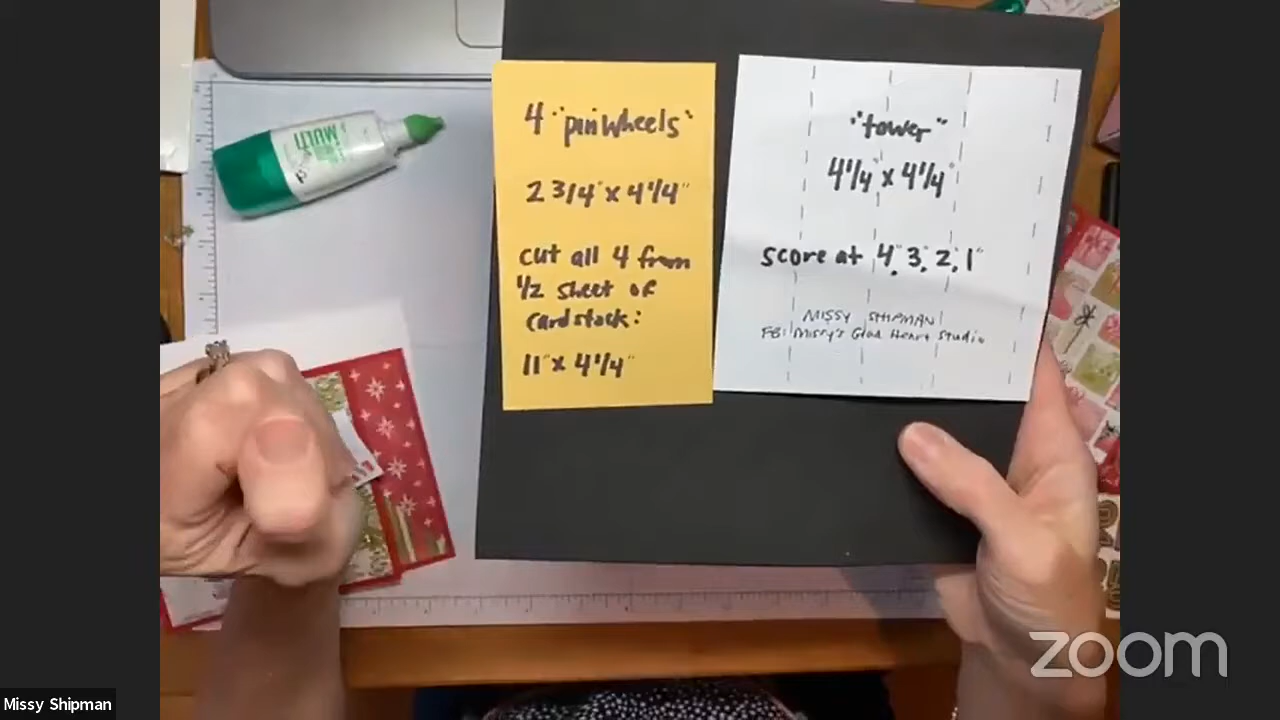 4 "pinwheels"
2 3/4" x 4 1/4"
cut all 4 from
1/2 sheet of
cardstock:
11" x 4 1/4"
"tower"
4 1/4" x 4 1/4"
score at 4", 3", 2", 1"
MISSY SHIPMAN
FB: Missy's Glad Heart Studio
MULTI
zoom
Missy Shipman